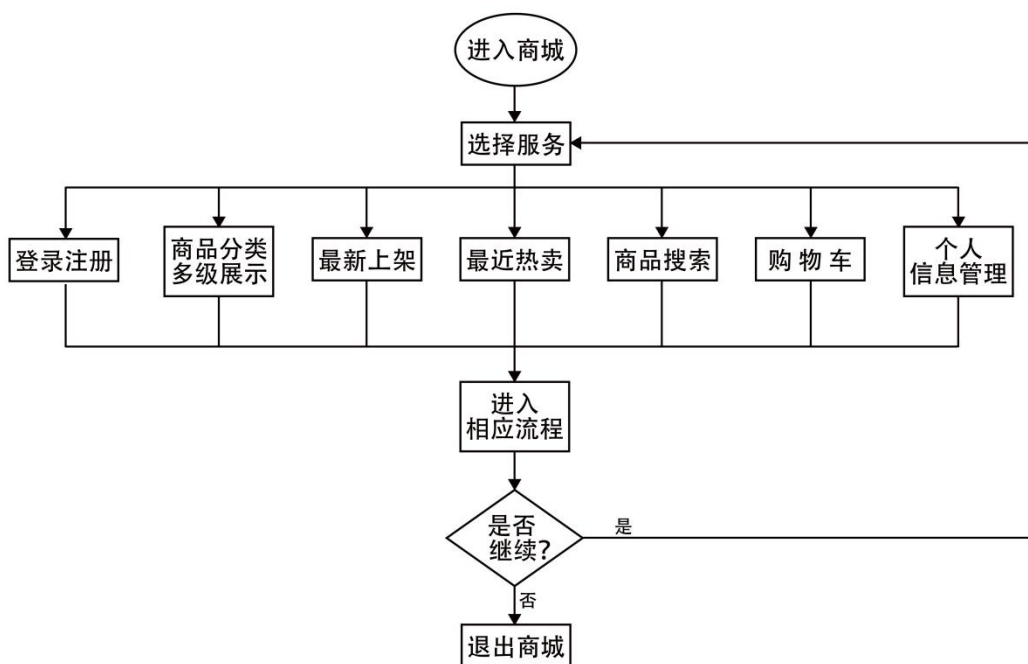 进入商城
选择服务
登录注册
商品分类
多级展示
最新上架
最近热卖
商品搜索
购物车
个人
信息管理
进入
相应流程
是否
继续?
是
否
退出商城